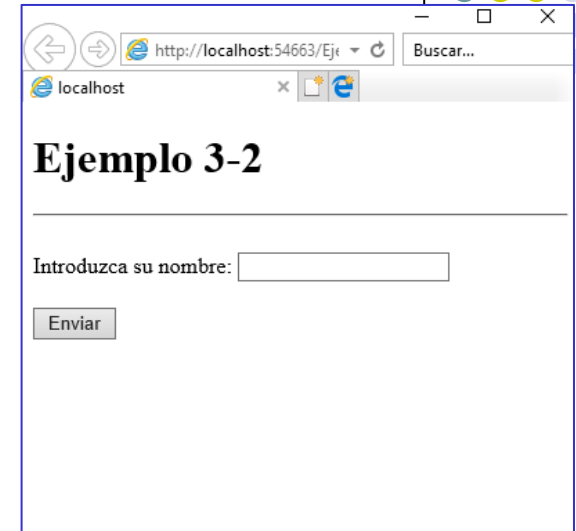 http://localhost:54663/Eje
Buscar...
localhost
Ejemplo 3-2
Introduzca su nombre:
Enviar